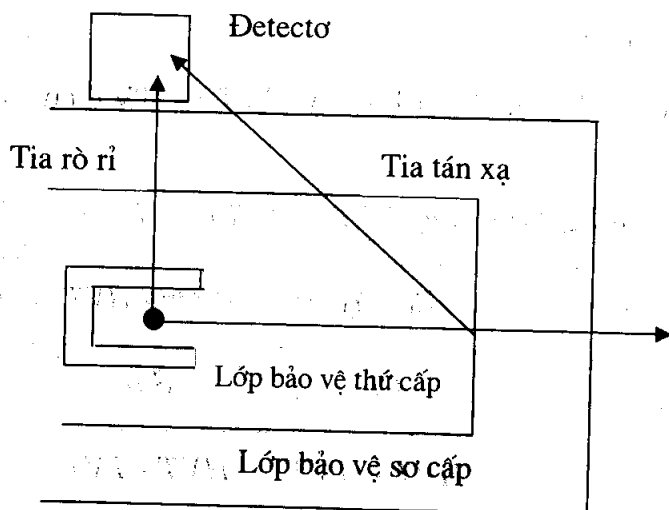 Đetectơ
Tia rò rỉ
Tia tán xạ
Lớp bảo vệ thứ cấp
Lớp bảo vệ sơ cấp